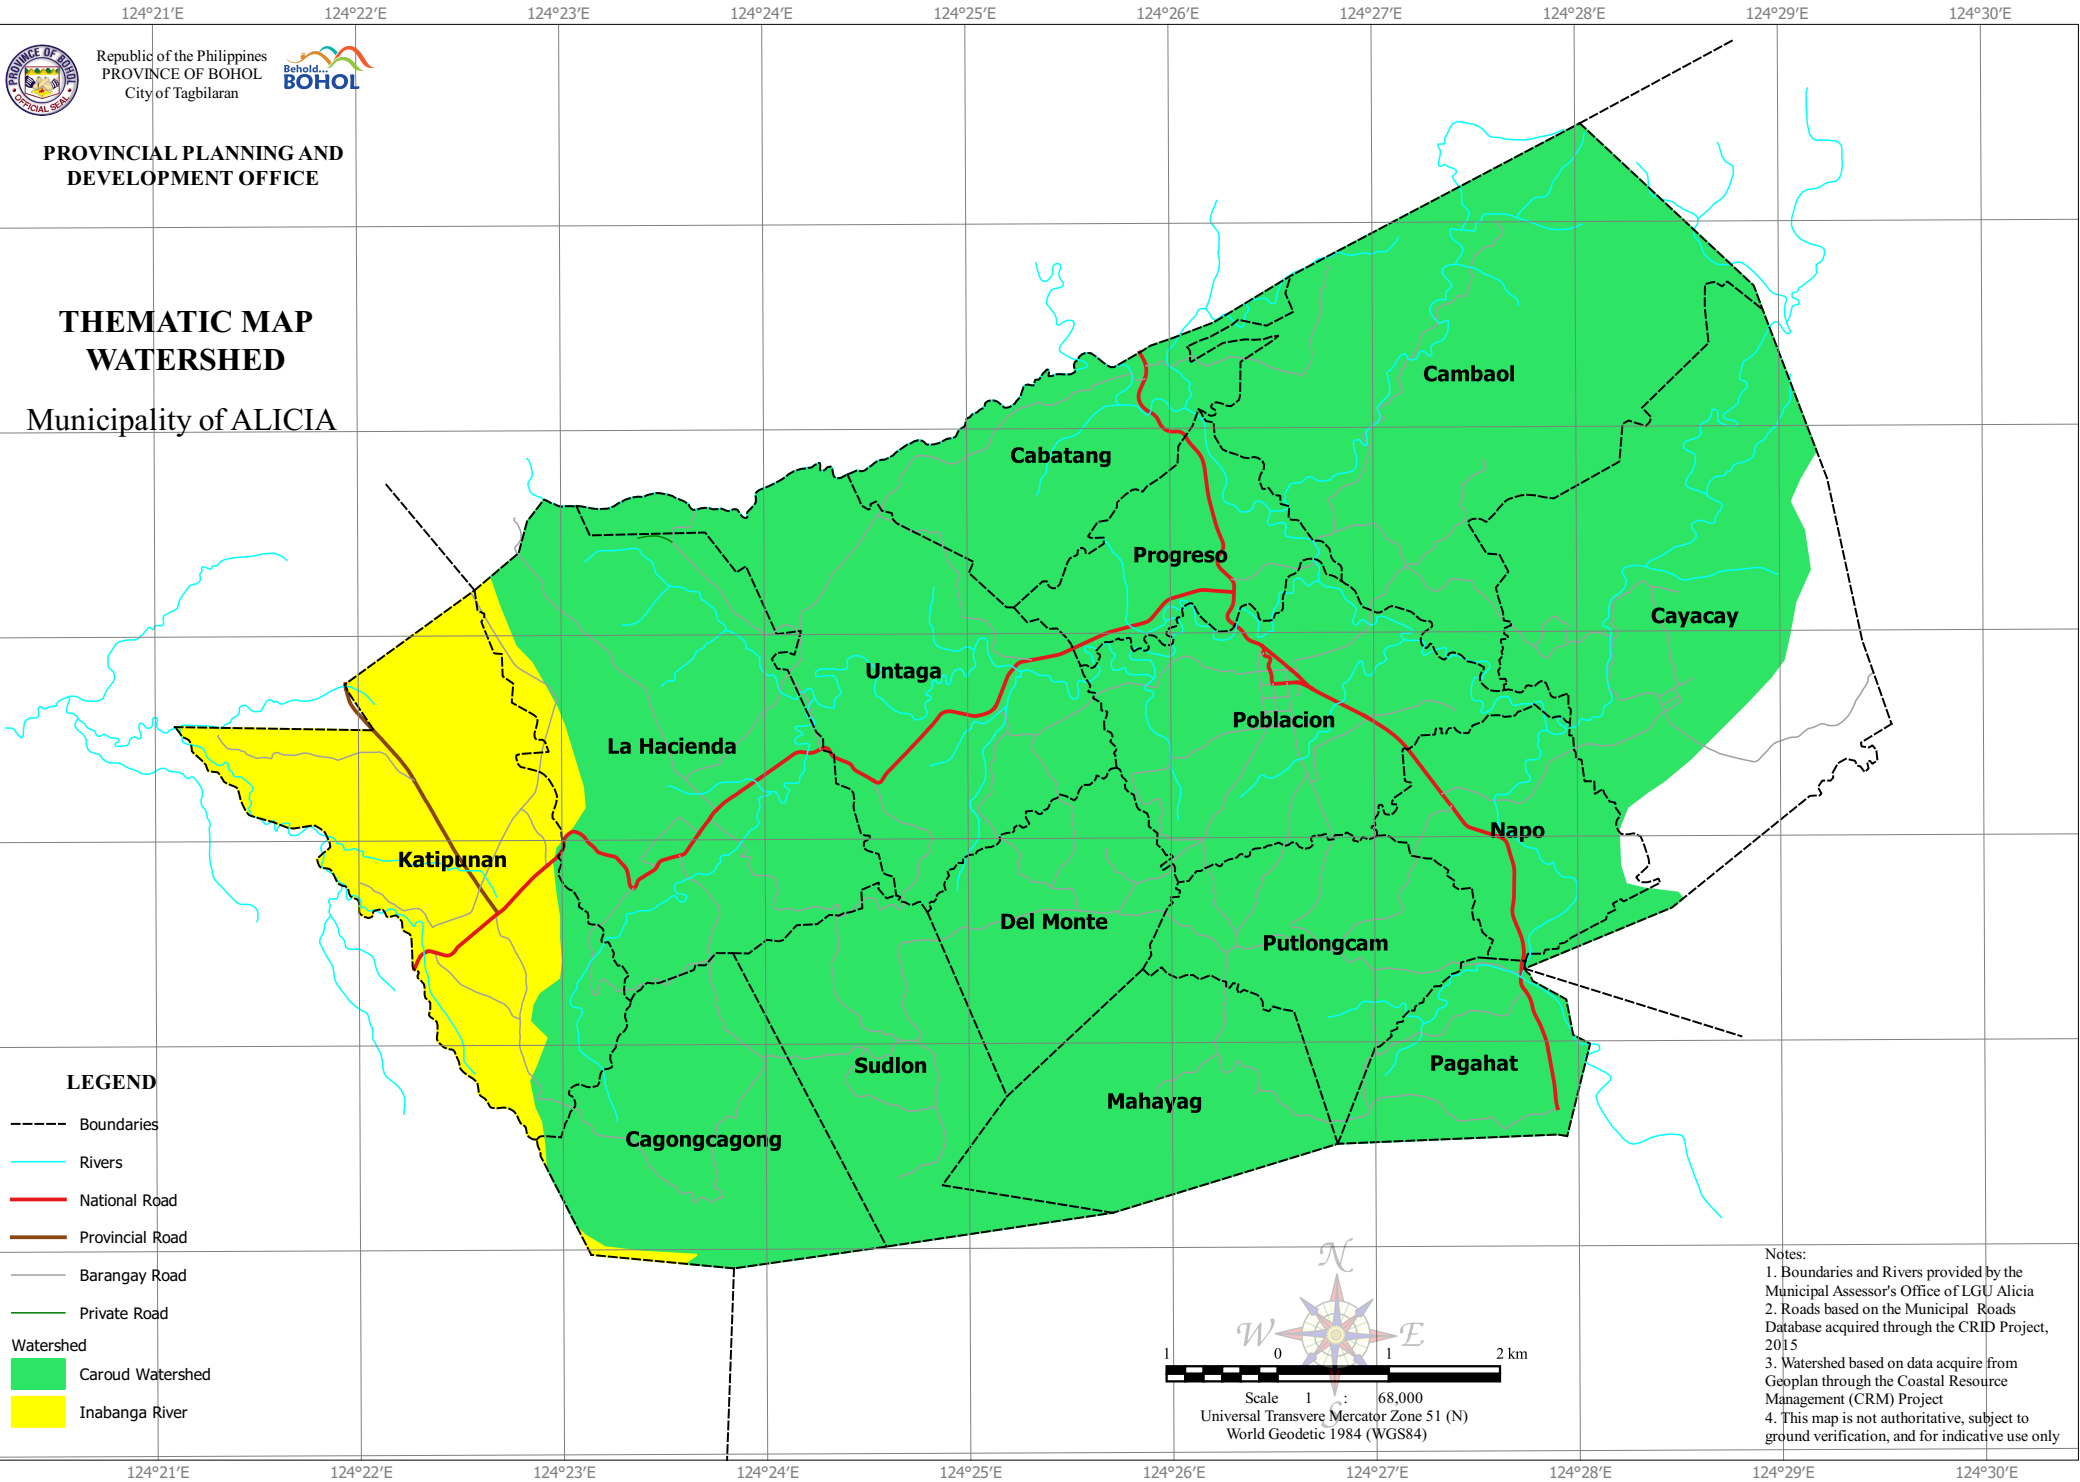 124°21′E 124°22′E 124°23′E 124°24′E 124°25′E 124°26′E 124°27′E 124°28′E 124°29′E 124°30′E
PROVINCE OF BOHOL
OFFICIAL SEAL
Republic of the Philippines
PROVINCE OF BOHOL
City of Tagbilaran
Behold...
BOHOL
PROVINCIAL PLANNING AND
DEVELOPMENT OFFICE
THEMATIC MAP
WATERSHED
Municipality of ALICIA
Cambaol
Cabatang
Progreso
Cayacay
Untaga
Poblacion
La Hacienda
Napo
Katipunan
Del Monte
Putlongcam
Sudlon
Pagahat
Mahayag
Cagongcagong
LEGEND
Boundaries
Rivers
National Road
Provincial Road
Barangay Road
Private Road
Watershed
Caroud Watershed
Inabanga River
N
W E
S
1 0 1 2 km
Scale 1 : 68,000
Universal Transvere Mercator Zone 51 (N)
World Geodetic 1984 (WGS84)
Notes:
1. Boundaries and Rivers provided by the
Municipal Assessor's Office of LGU Alicia
2. Roads based on the Municipal Roads
Database acquired through the CRID Project,
2015
3. Watershed based on data acquire from
Geoplan through the Coastal Resource
Management (CRM) Project
4. This map is not authoritative, subject to
ground verification, and for indicative use only
124°21′E 124°22′E 124°23′E 124°24′E 124°25′E 124°26′E 124°27′E 124°28′E 124°29′E 124°30′E